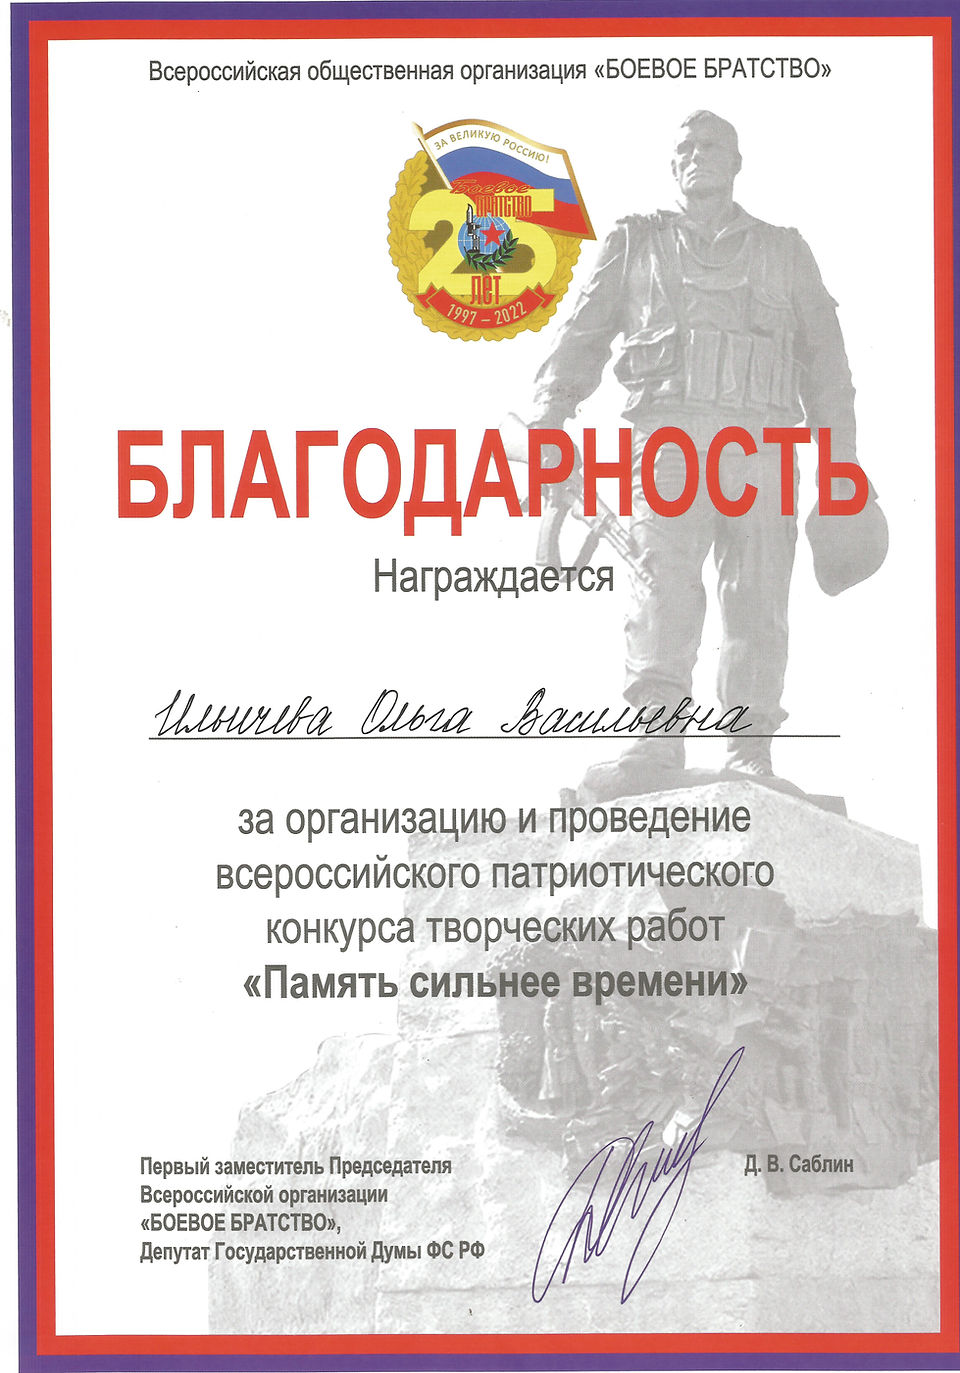 Всероссийская общественная организация «БОЕВОЕ БРАТСТВО»
ЗА ВЕЛИКУЮ РОССИЮ!
Боевое
БРАТСТВО
25
ЛЕТ
1997 – 2022
БЛАГОДАРНОСТЬ
Награждается
Ильичева Ольга Васильевна
за организацию и проведение
всероссийского патриотического
конкурса творческих работ
«Память сильнее времени»
Первый заместитель Председателя
Всероссийской организации
«БОЕВОЕ БРАТСТВО»,
Депутат Государственной Думы ФС РФ
Д. В. Саблин